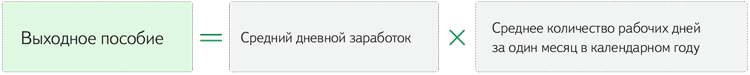 Выходное пособие = Средний дневной заработок × Среднее количество рабочих дней
за один месяц в календарном году